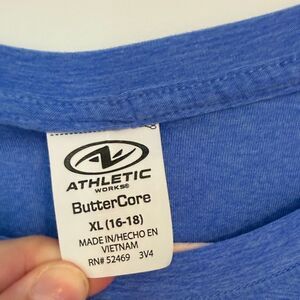 ATHLETIC
WORKS®
ButterCore
XL (16-18)
MADE IN/HECHO EN
VIETNAM
RN# 52469 3V4